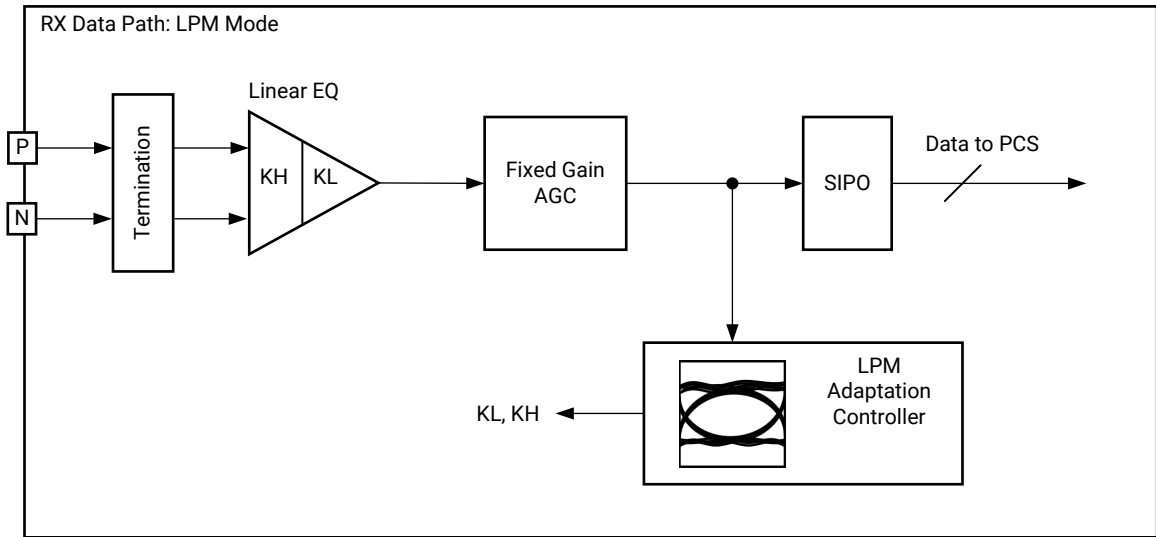 RX Data Path: LPM Mode
Linear EQ
P
N
Termination
KH
KL
Fixed Gain
AGC
SIPO
Data to PCS
LPM
Adaptation
Controller
KL, KH